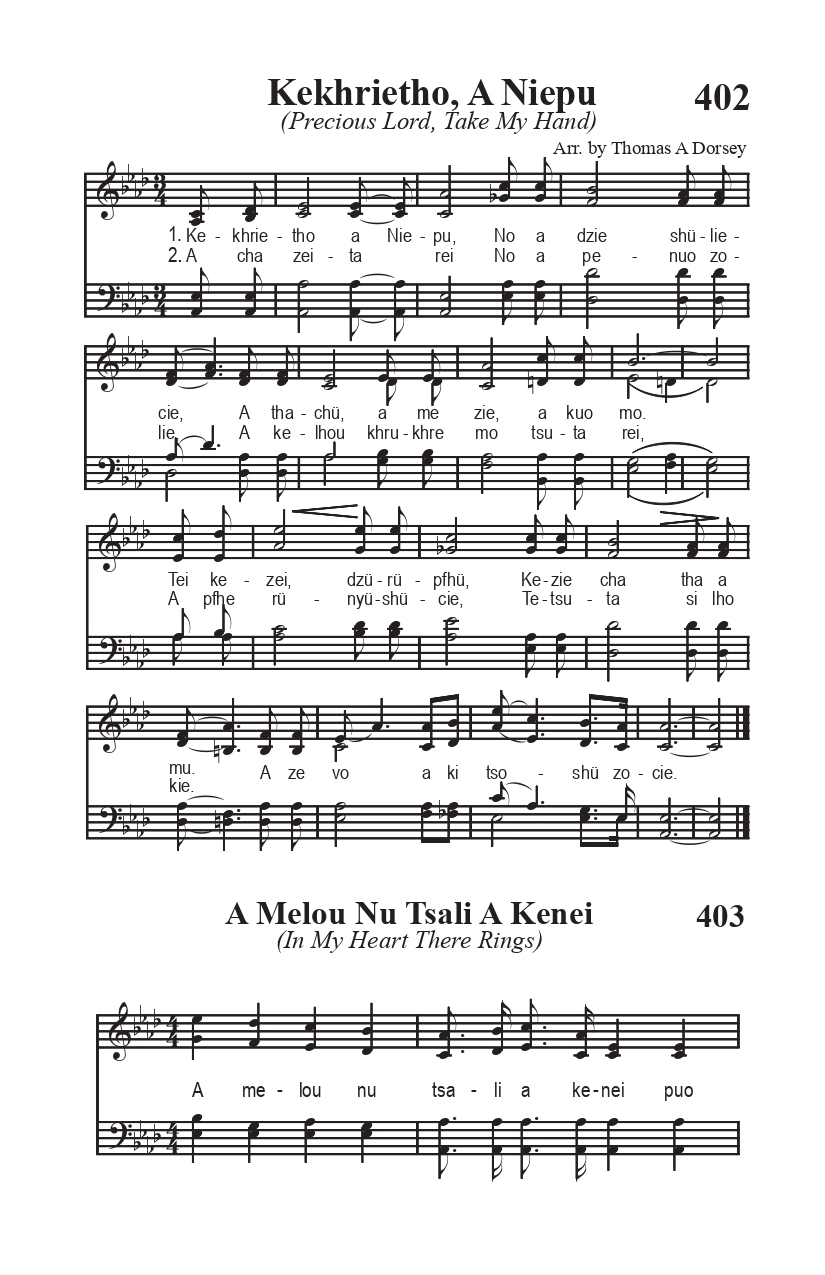 Kekhrietho, A Niepu 402
(Precious Lord, Take My Hand)
Arr. by Thomas A Dorsey
1. Ke - khrie - tho a Nie - pu, No a dzie shü - lie -
2. A cha zei - ta rei No a pe - nuo zo -
cie, A tha - chü, a me zie, a kuo mo.
lie, A ke - lhou khru - khre mo tsu - ta rei,
Tei ke - zei, dzü - rü - pfhü, Ke - zie cha tha a
A pfhe rü - nyü - shü - cie, Te - tsu - ta si lho
mu. A ze vo a ki tso - shü zo - cie.
kie.
A Melou Nu Tsali A Kenei 403
(In My Heart There Rings)
A me - lou nu tsa - li a ke - nei puo